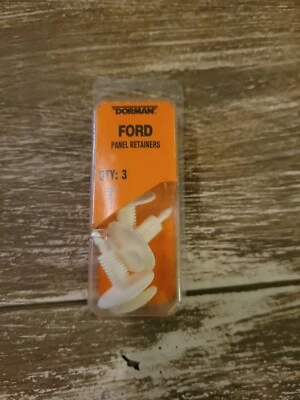 DORMAN
FORD
PANEL RETAINERS
QTY: 3